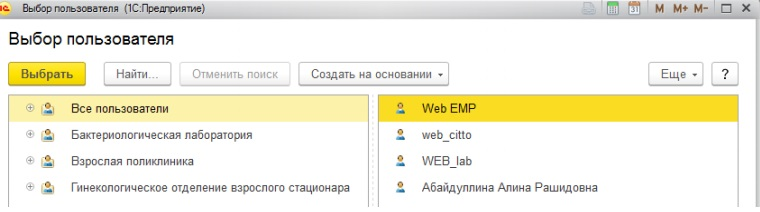 Выбор пользователя (1С:Предприятие)
31 M M+ M-
Выбор пользователя
Выбрать Найти... Отменить поиск Создать на основании Еще ?
Все пользователи Web EMP
Бактериологическая лаборатория web_citto
Взрослая поликлиника WEB_lab
Гинекологическое отделение взрослого стационара Абайдуллина Алина Рашидовна